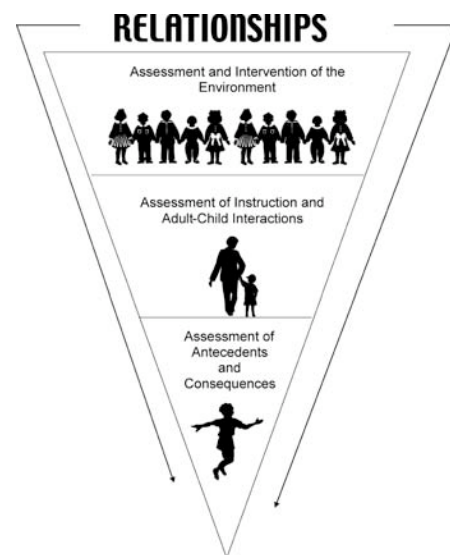 RELATIONSHIPS
Assessment and Intervention of the
Environment
Assessment of Instruction and
Adult-Child Interactions
Assessment of
Antecedents
and
Consequences